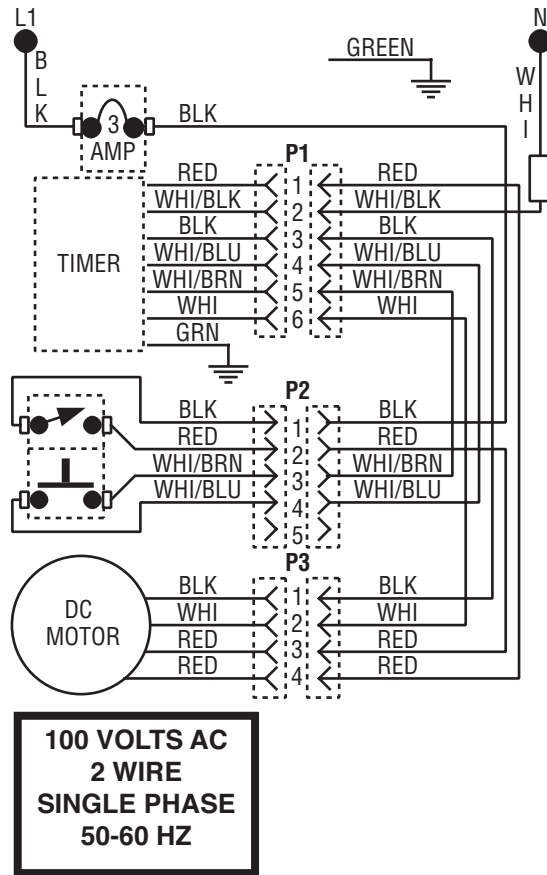 L1
N
GREEN
BLK
WHI
3
AMP
BLK
P1
RED 1 RED
WHI/BLK 2 WHI/BLK
BLK 3 BLK
WHI/BLU 4 WHI/BLU
WHI/BRN 5 WHI/BRN
WHI 6 WHI
GRN
TIMER
P2
BLK 1 BLK
RED 2 RED
WHI/BRN 3 WHI/BRN
WHI/BLU 4 WHI/BLU
5
P3
BLK 1 BLK
WHI 2 WHI
RED 3 RED
RED 4 RED
DC
MOTOR
100 VOLTS AC
2 WIRE
SINGLE PHASE
50-60 HZ